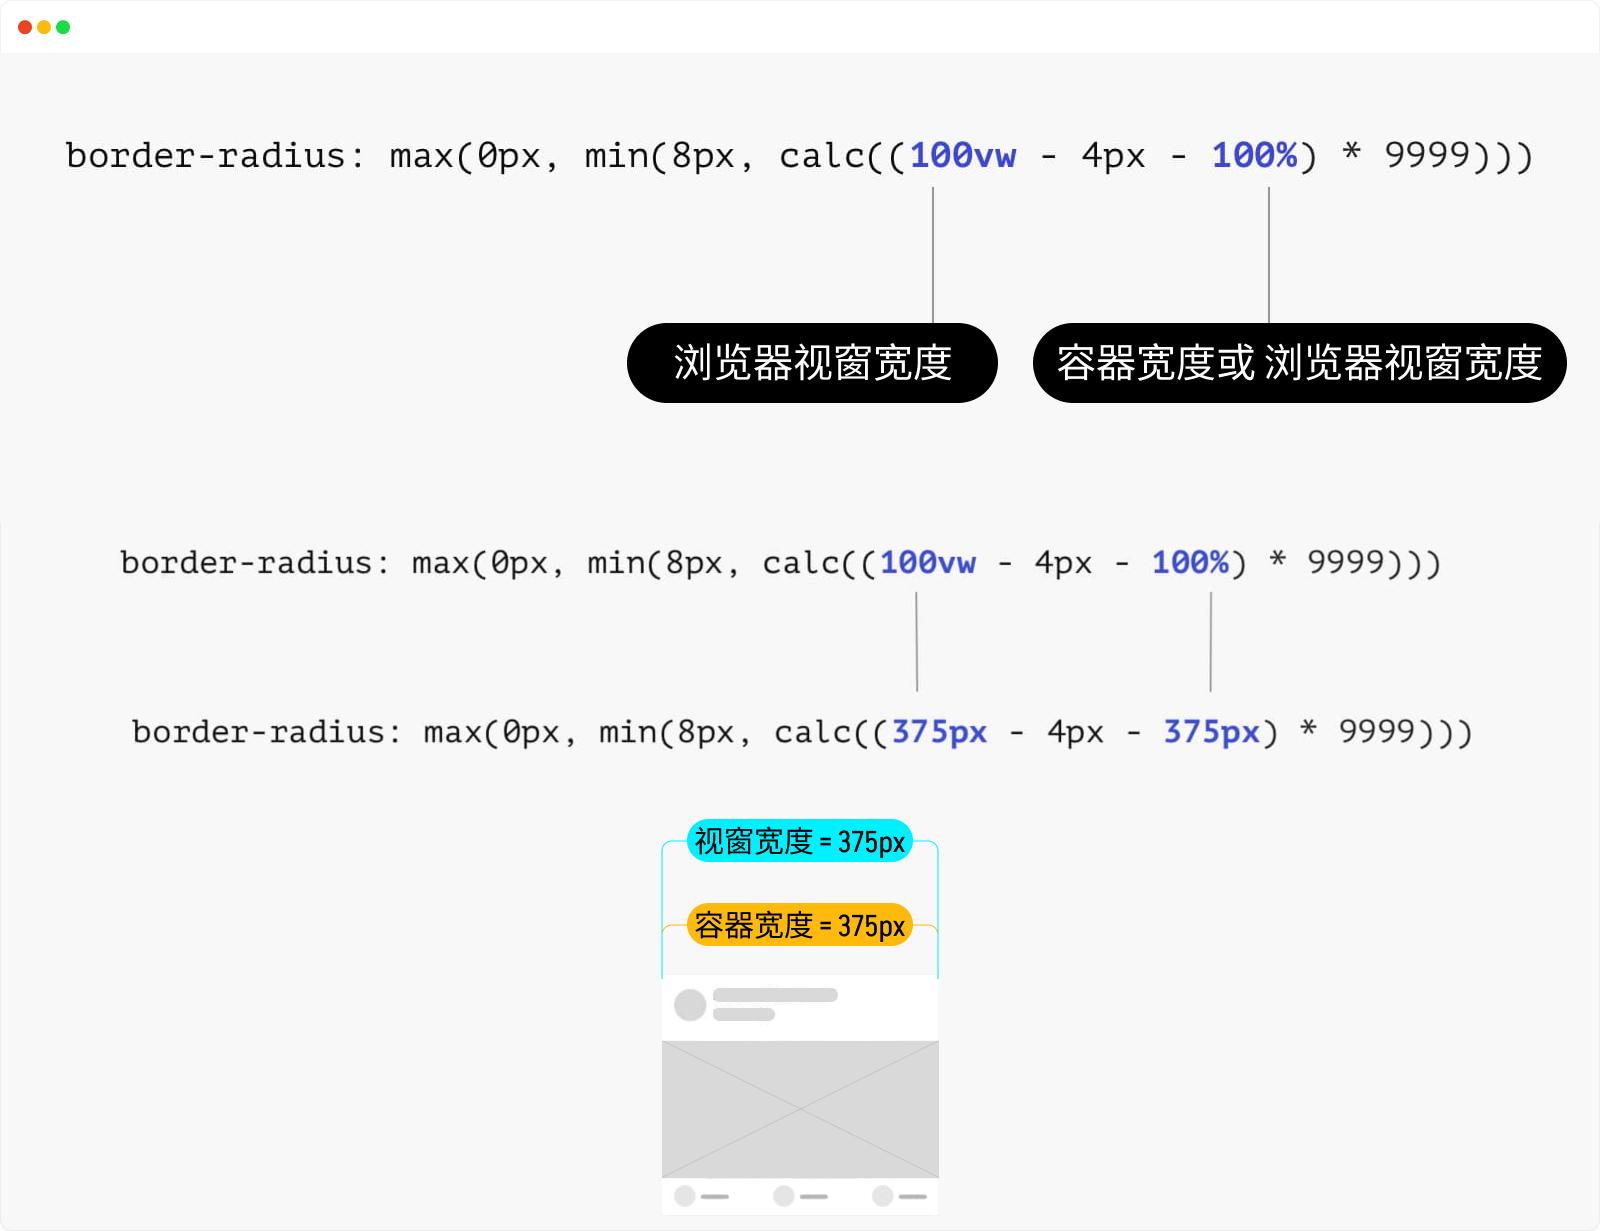 border-radius: max(0px, min(8px, calc((100vw - 4px - 100%) * 9999)))
浏览器视窗宽度
容器宽度或 浏览器视窗宽度
border-radius: max(0px, min(8px, calc((100vw - 4px - 100%) * 9999)))
border-radius: max(0px, min(8px, calc((375px - 4px - 375px) * 9999)))
视窗宽度 = 375px
容器宽度 = 375px